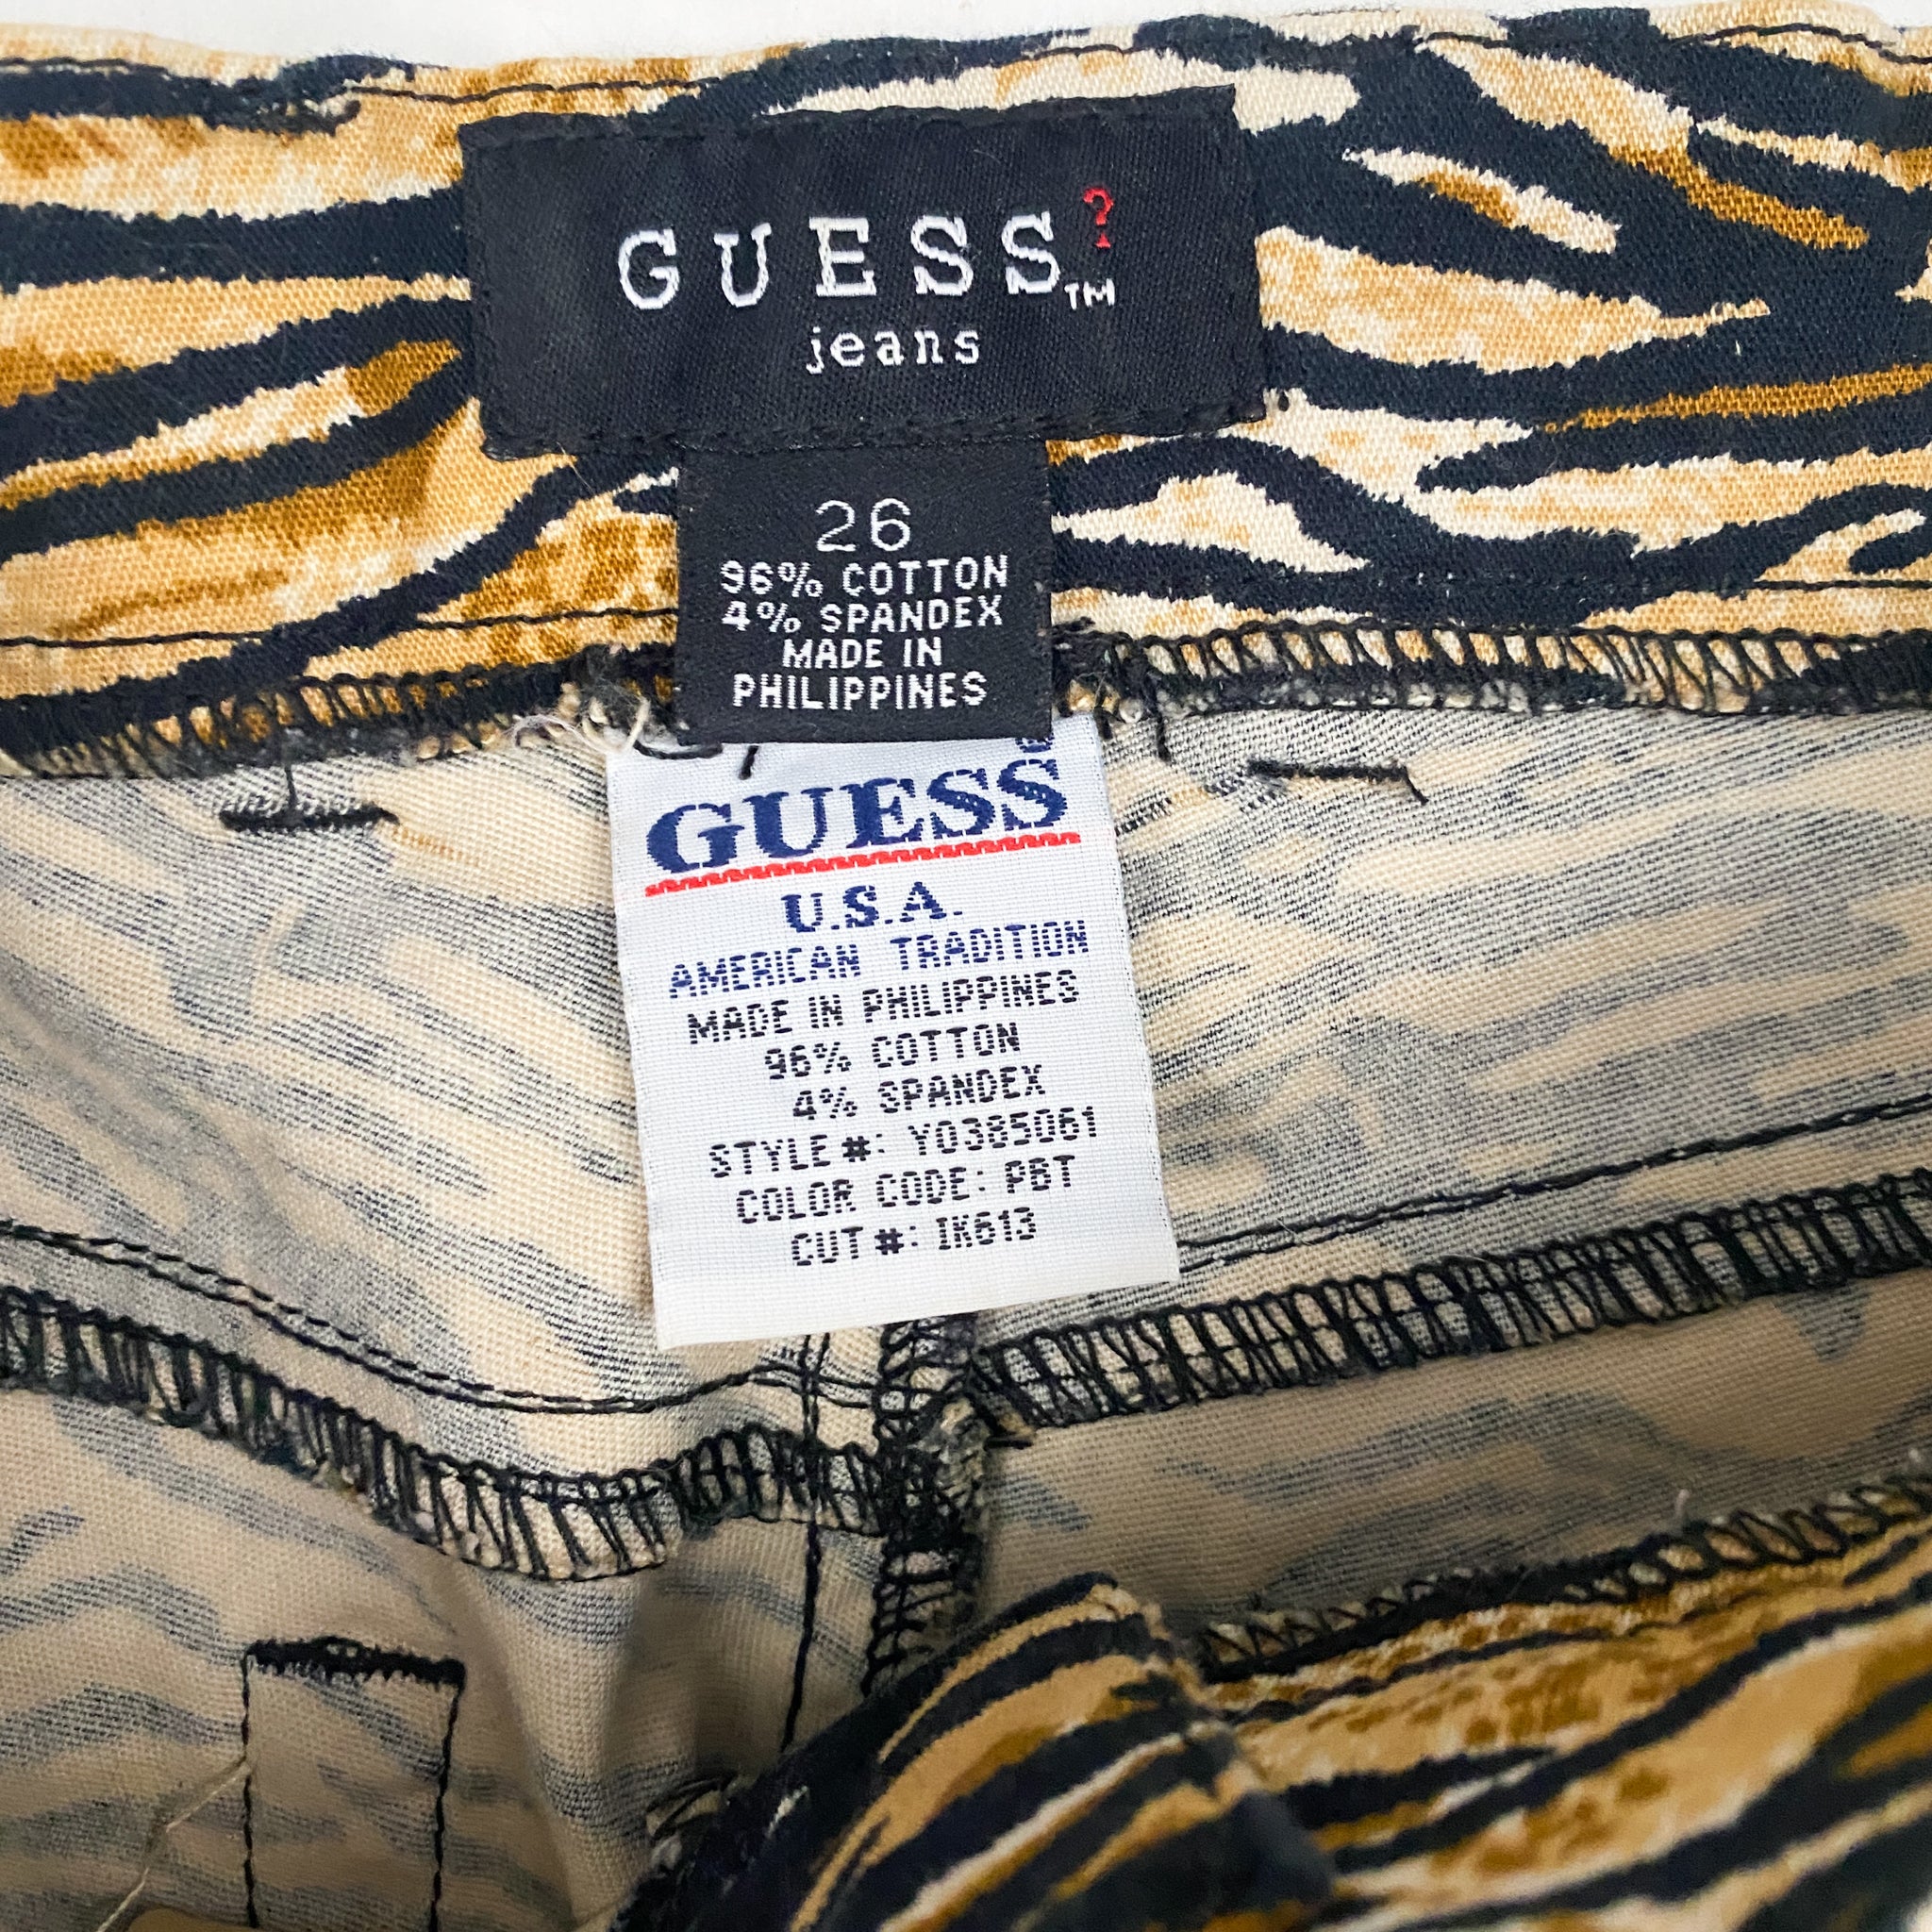 GUESS?™
jeans
26
96% COTTON
4% SPANDEX
MADE IN
PHILIPPINES
GUESS
U.S.A.
AMERICAN TRADITION
MADE IN PHILIPPINES
96% COTTON
4% SPANDEX
STYLE#: Y0385061
COLOR CODE: PBT
CUT#: IK613